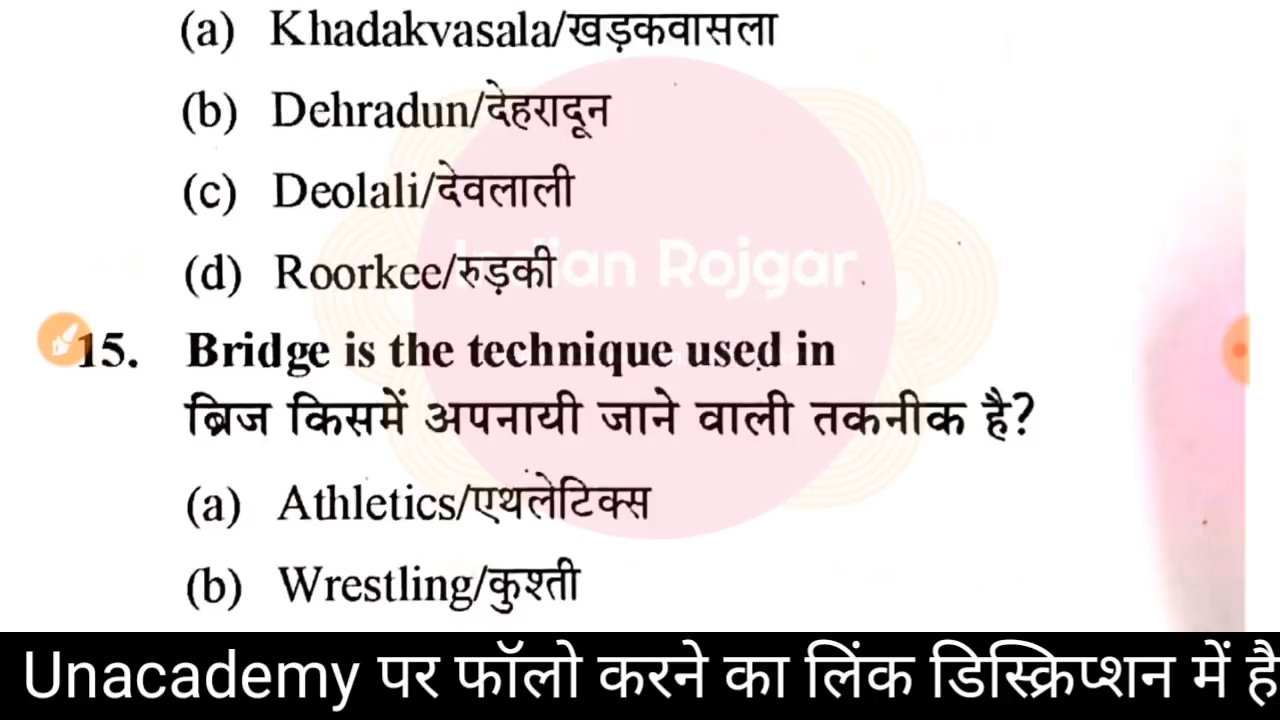 (a) Khadakvasala/खड़कवासला
(b) Dehradun/देहरादून
(c) Deolali/देवलाली
(d) Roorkee/रुड़की
Indian Rojgar
15. Bridge is the technique used in
ब्रिज किसमें अपनायी जाने वाली तकनीक है?
(a) Athletics/एथलेटिक्स
(b) Wrestling/कुश्ती
Unacademy पर फॉलो करने का लिंक डिस्क्रिप्शन में है